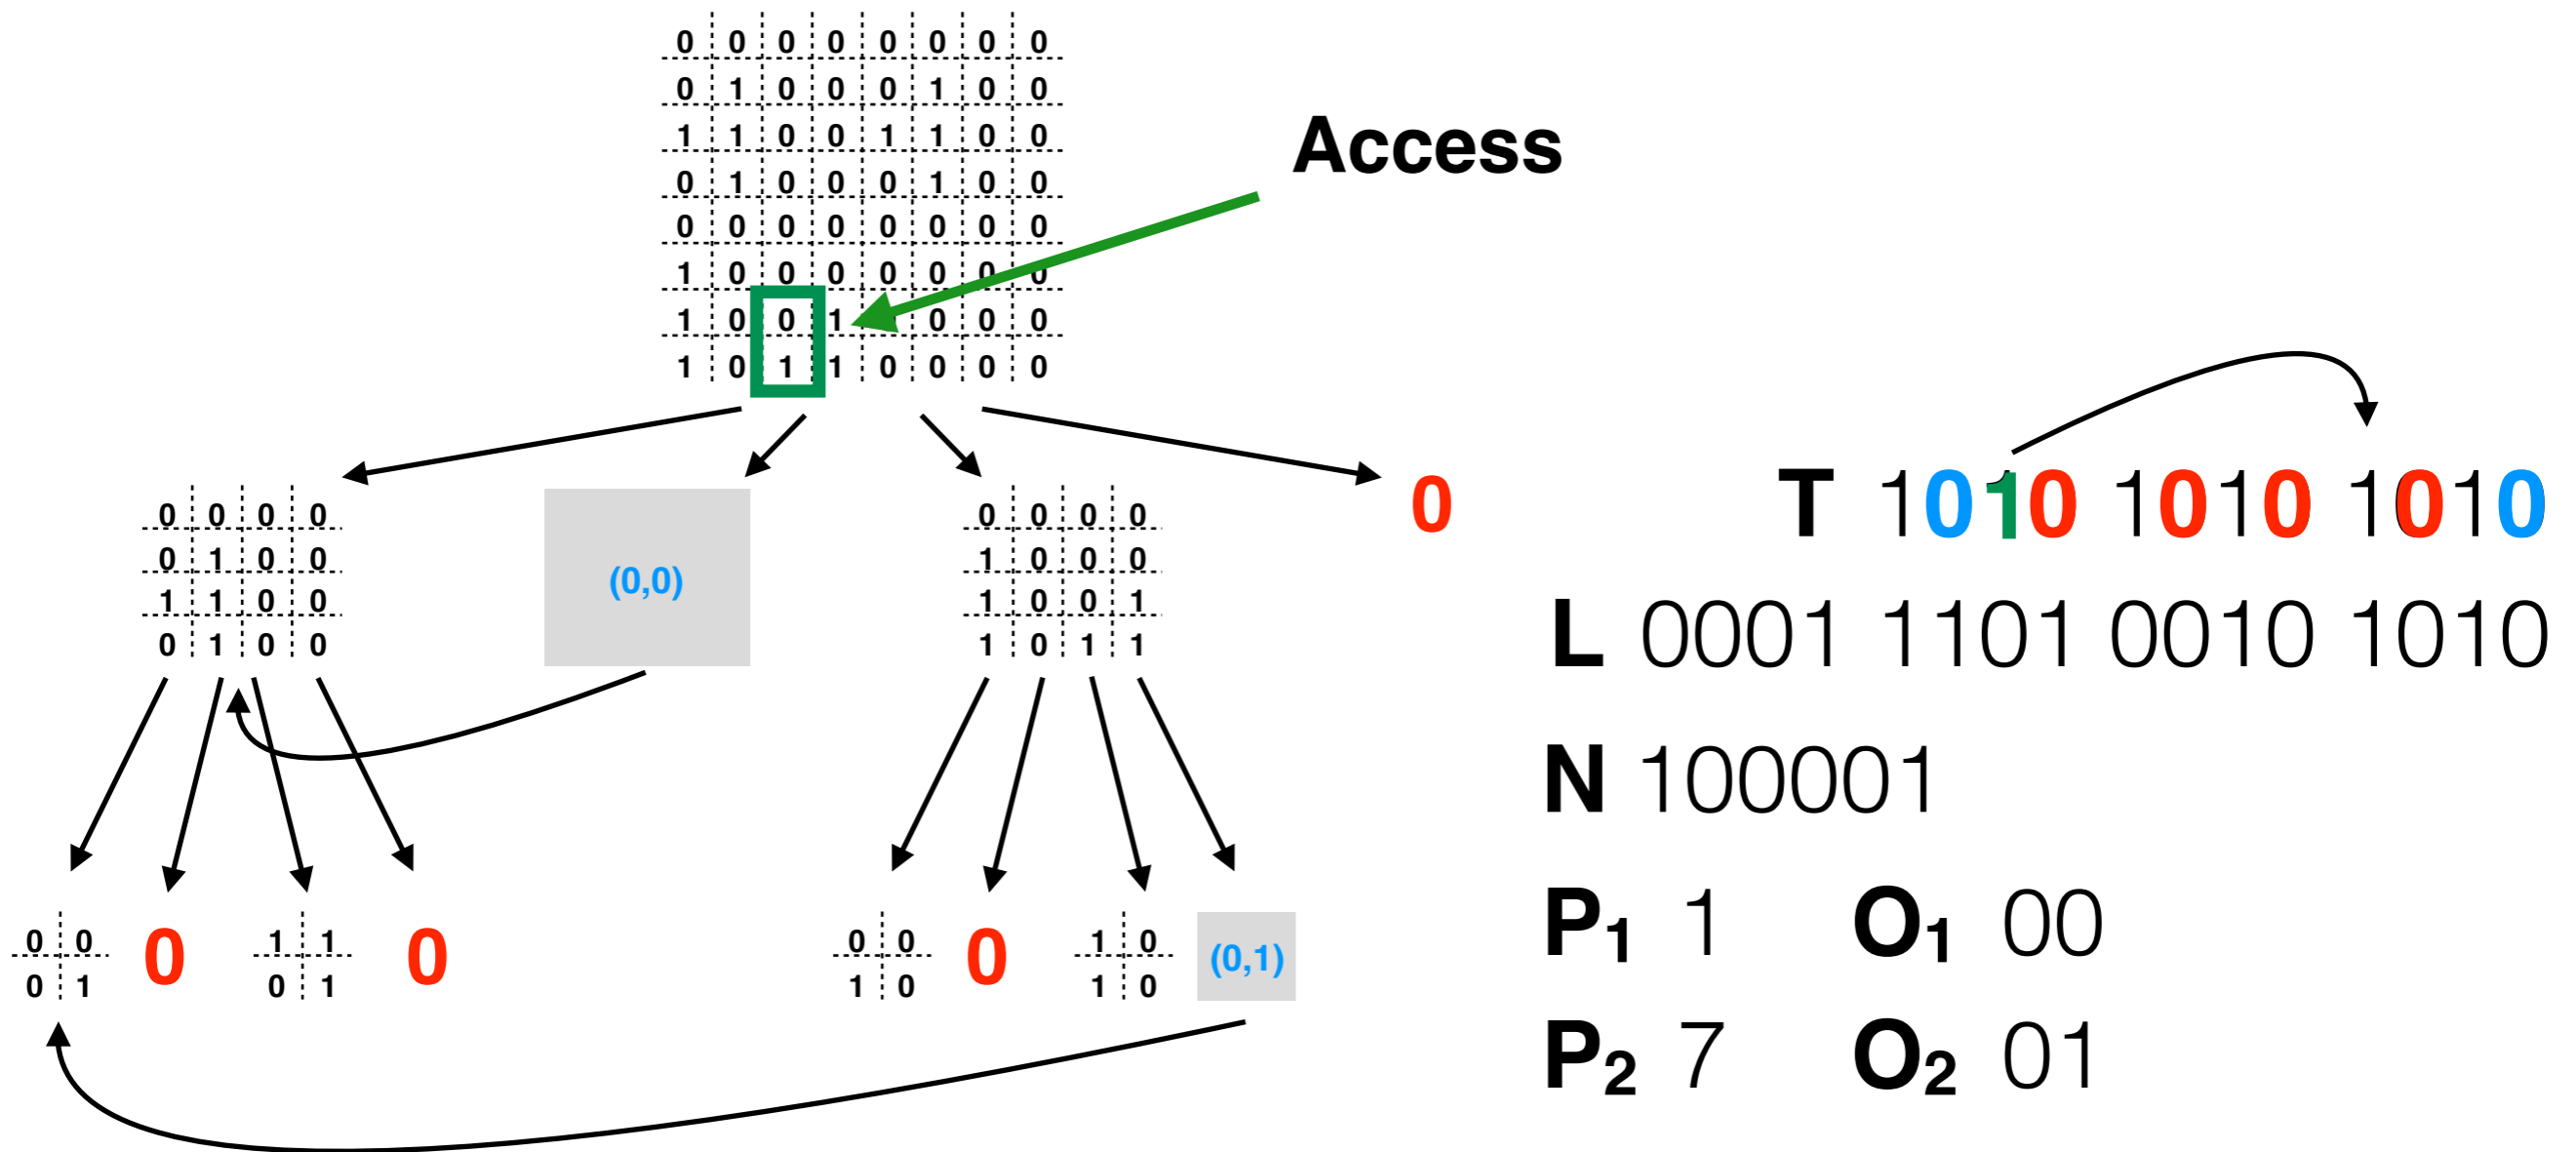 0 0 0 0 0 0 0 0
0 1 0 0 0 1 0 0
1 1 0 0 1 1 0 0
0 1 0 0 0 1 0 0
0 0 0 0 0 0 0 0
1 0 0 0 0 0 0 0
1 0 0 1 0 0 0
1 0 1 1 0 0 0 0
Access
0 0 0 0
0 1 0 0
1 1 0 0
0 1 0 0
(0,0)
0 0 0 0
1 0 0 0
1 0 0 1
1 0 1 1
0
0 0
0 1
0
1 1
0 1
0
0 0
1 0
0
1 0
1 0
(0,1)
T 1010 1010 1010
L 0001 1101 0010 1010
N 100001
P1 1 O1 00
P2 7 O2 01